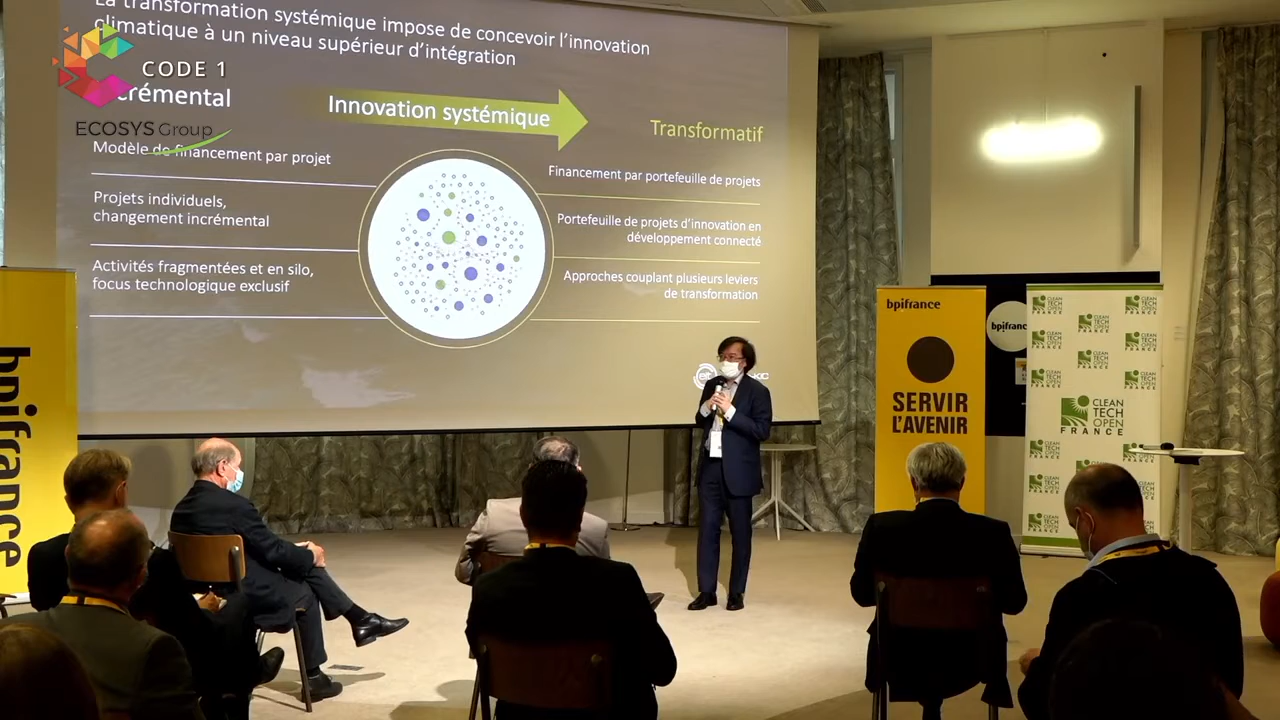 La transformation systémique impose de concevoir l'innovation
climatique à un niveau supérieur d'intégration
CODE 1
ECOSYS Group
crémental
Innovation systémique
Transformatif
Modèle de financement par projet
Projets individuels,
changement incrémental
Activités fragmentées et en silo,
focus technologique exclusif
Financement par portefeuille de projets
Portefeuille de projets d'innovation en
développement connecté
Approches couplant plusieurs leviers
de transformation
eit
bpifrance
bpifrance
SERVIR
L'AVENIR
bpifranc
CLEAN
TECH
OPEN
FRANCE